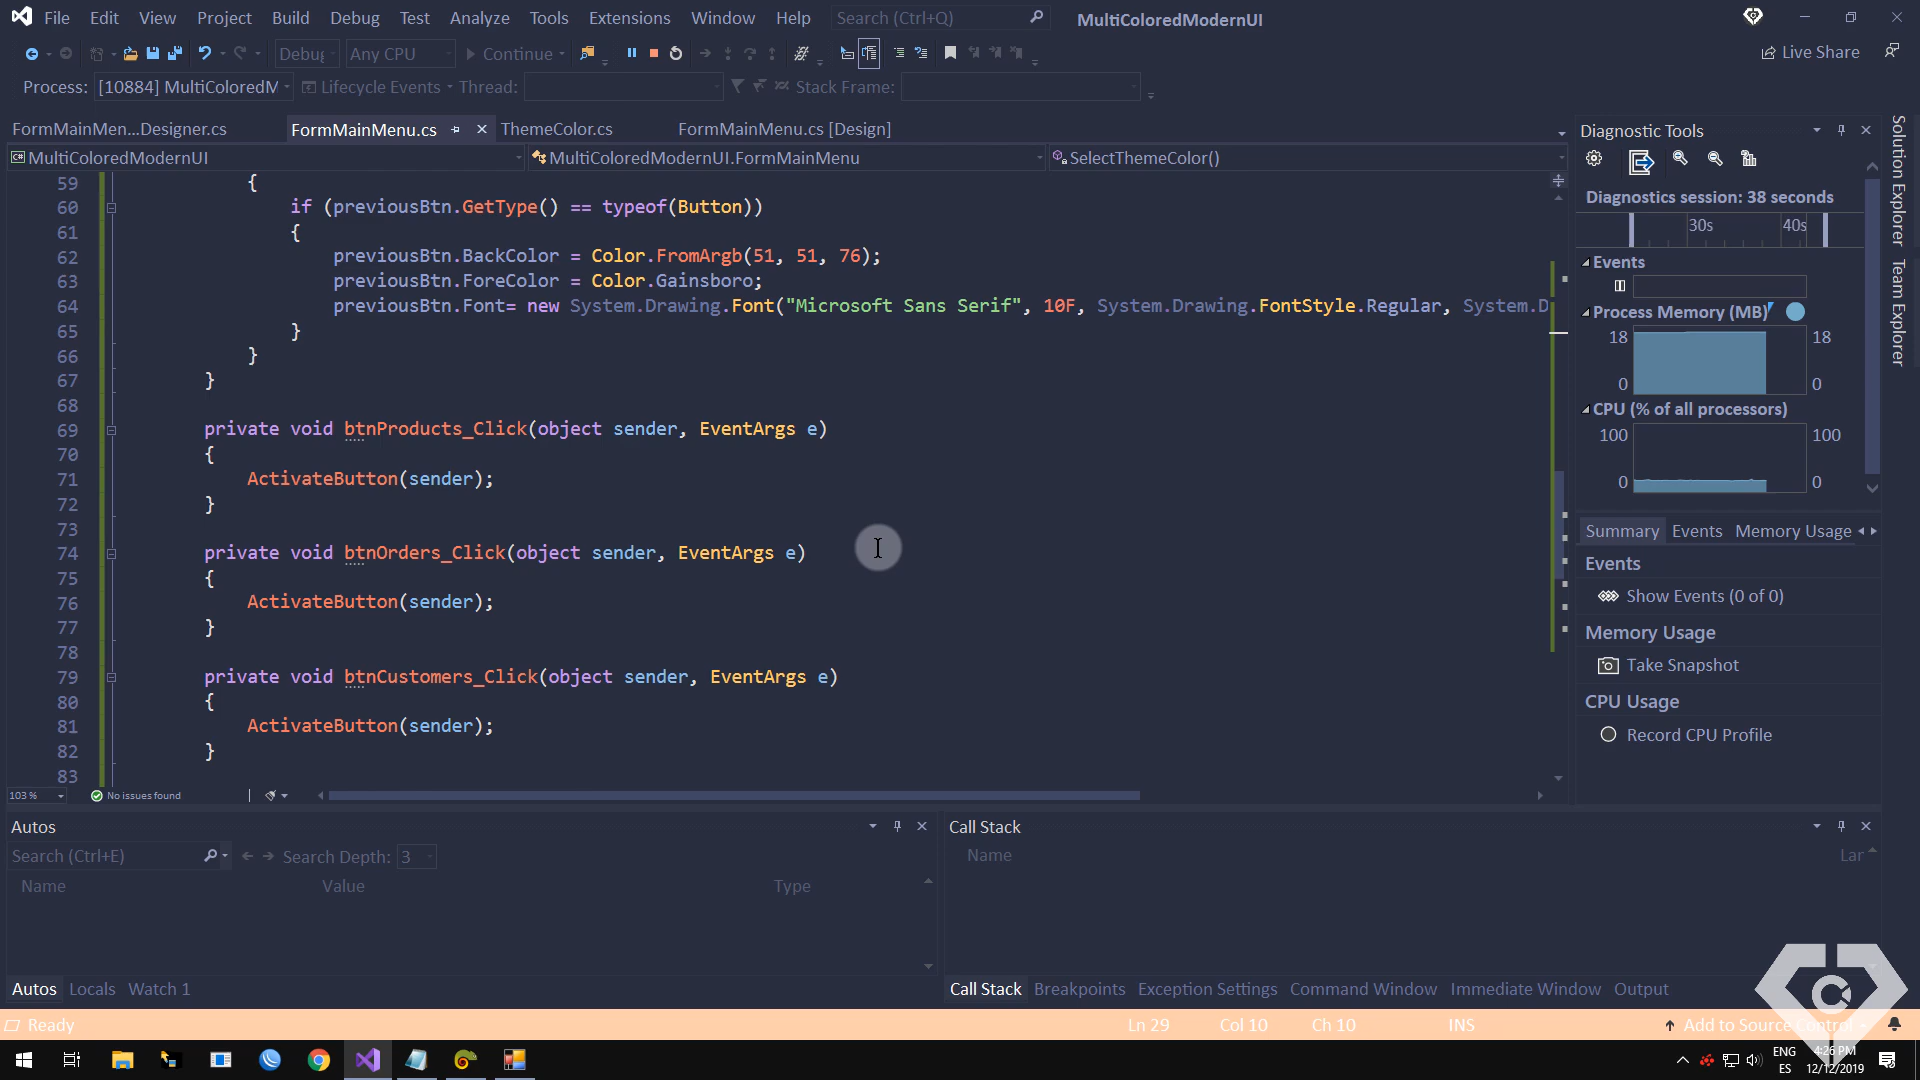 File Edit View Project Build Debug Test Analyze Tools Extensions Window Help Search (Ctrl+Q) MultiColoredModernUI
Debug Any CPU Continue Live Share
Process: [10884] MultiColoredM Lifecycle Events Thread: Stack Frame:
FormMainMen...Designer.cs FormMainMenu.cs ThemeColor.cs FormMainMenu.cs [Design]
MultiColoredModernUI MultiColoredModernUI.FormMainMenu SelectThemeColor()
59 {
60 if (previousBtn.GetType() == typeof(Button))
61 {
62 previousBtn.BackColor = Color.FromArgb(51, 51, 76);
63 previousBtn.ForeColor = Color.Gainsboro;
64 previousBtn.Font= new System.Drawing.Font("Microsoft Sans Serif", 10F, System.Drawing.FontStyle.Regular, System.D
65 }
66 }
67 }
68
69 private void btnProducts_Click(object sender, EventArgs e)
70 {
71 ActivateButton(sender);
72 }
73
74 private void btnOrders_Click(object sender, EventArgs e)
75 {
76 ActivateButton(sender);
77 }
78
79 private void btnCustomers_Click(object sender, EventArgs e)
80 {
81 ActivateButton(sender);
82 }
83
103 % No issues found
Diagnostic Tools
Diagnostics session: 38 seconds
30s 40s
Events
Process Memory (MB)
18 18
0 0
CPU (% of all processors)
100 100
0 0
Summary Events Memory Usage
Events
Show Events (0 of 0)
Memory Usage
Take Snapshot
CPU Usage
Record CPU Profile
Solution Explorer
Team Explorer
Autos
Search (Ctrl+E) Search Depth: 3
Name Value Type
Autos Locals Watch 1
Call Stack
Name Lar
Call Stack Breakpoints Exception Settings Command Window Immediate Window Output
Ready Ln 29 Col 10 Ch 10 INS Add to Source Control
ENG 4:26 PM
ES 12/12/2019